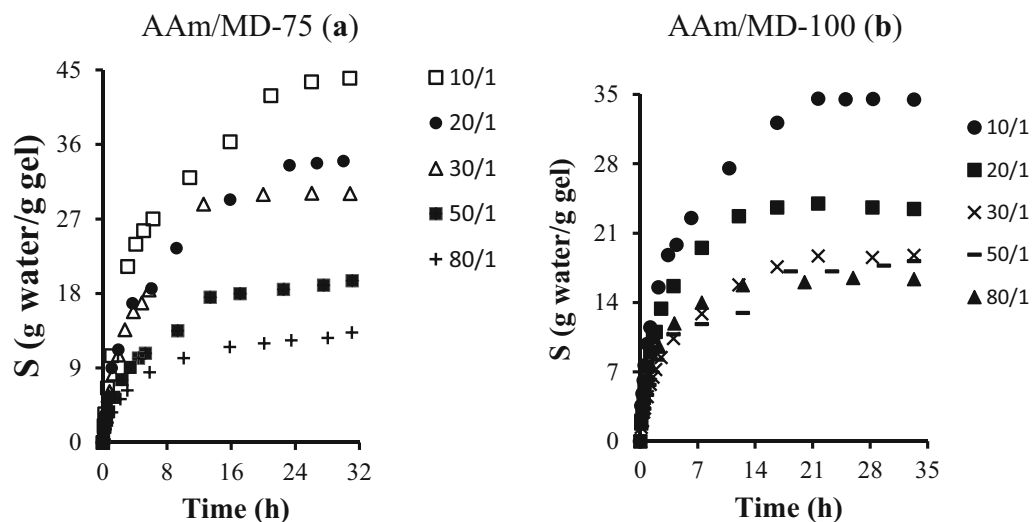 AAm/MD-75 (a)
S (g water/g gel)
45
36
27
18
9
0
0 8 16 24 32
Time (h)
10/1
20/1
30/1
50/1
80/1
AAm/MD-100 (b)
S (g water/g gel)
35
28
21
14
7
0
0 7 14 21 28 35
Time (h)
10/1
20/1
30/1
50/1
80/1